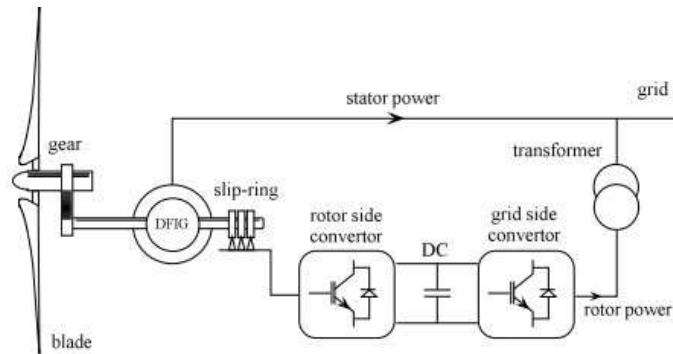 stator power
grid
gear
transformer
slip-ring
DFIG
rotor side
convertor
DC
grid side
convertor
rotor power
blade